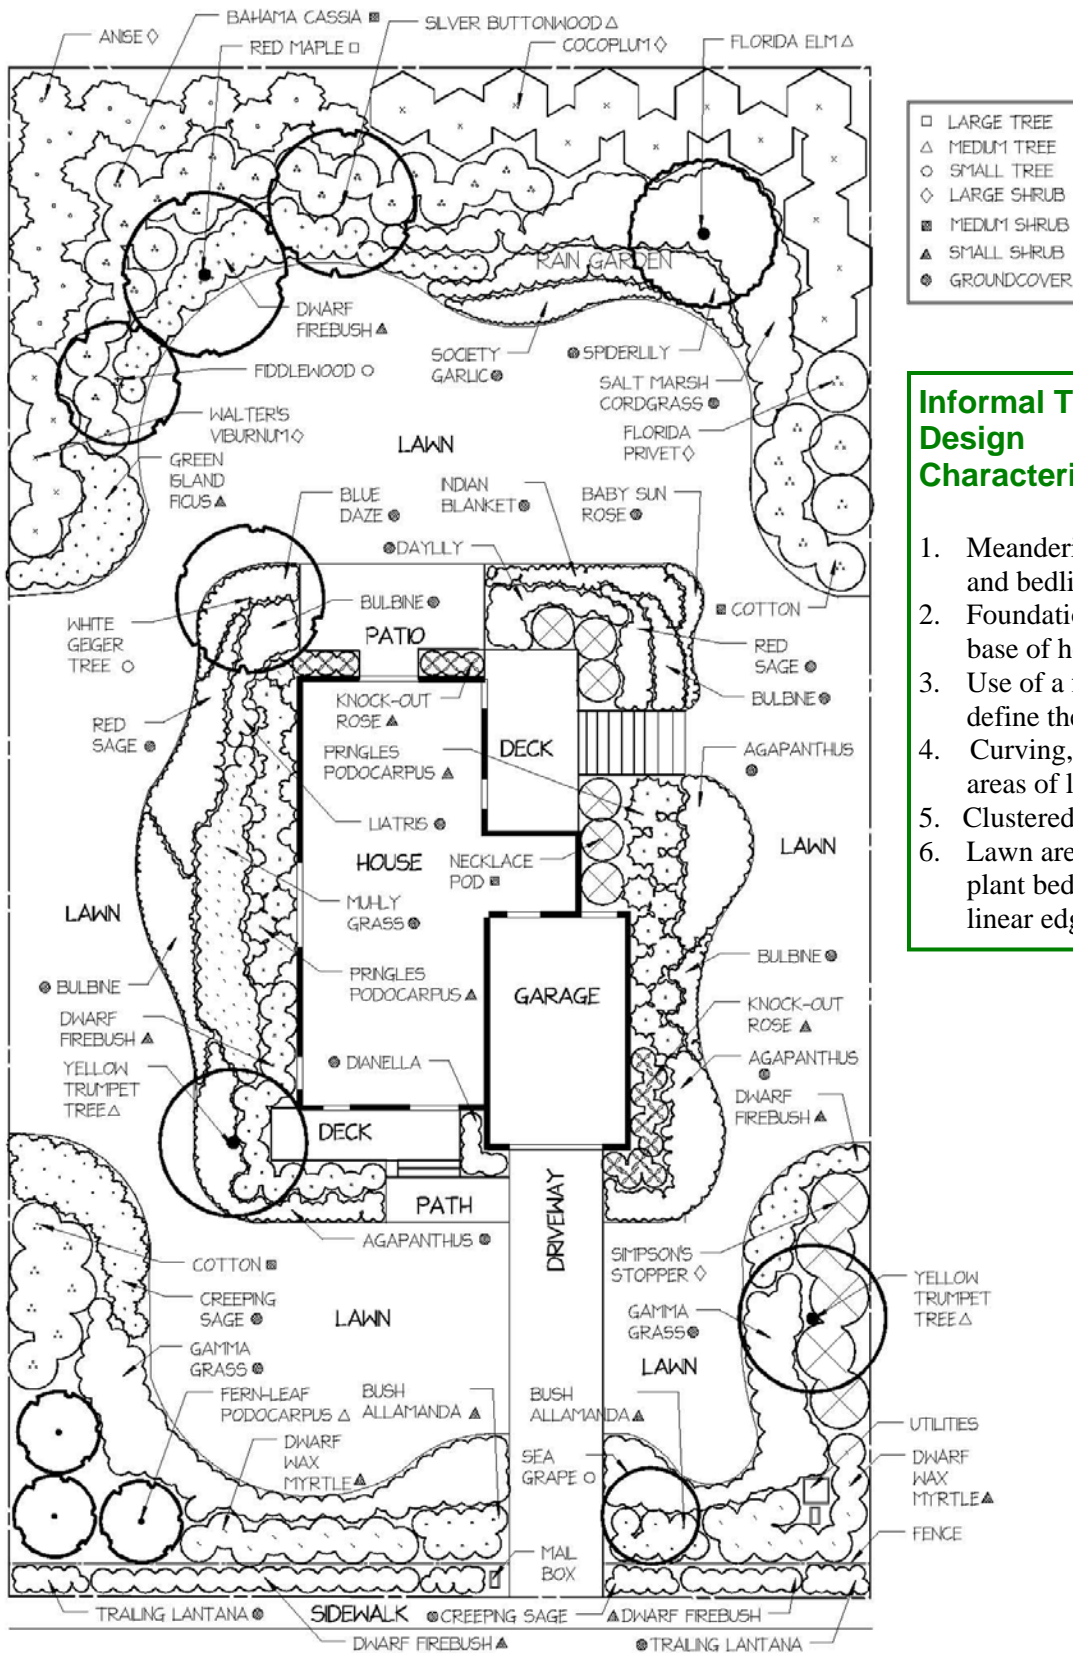 BAHAMA CASSIA
SILVER BUTTONWOOD
ANISE
RED MAPLE
COCOPLUM
FLORIDA ELM
LARGE TREE
MEDIUM TREE
SMALL TREE
LARGE SHRUB
MEDIUM SHRUB
SMALL SHRUB
GROUNDCOVER
RAIN GARDEN
DWARF
FIREBUSH
SOCIETY
GARLIC
SPIDERLILY
FIDDLEWOOD
SALT MARSH
CORDGRASS
WALTER'S
VIBURNUM
FLORIDA
PRIVET
LAWN
GREEN
ISLAND
FICUS
BLUE
DAZE
INDIAN
BLANKET
BABY SUN
ROSE
DAYLILY
Informal
Design
1. 
and
2. 
base of
3. Use of a
define
4. Curving,
areas of
5. Clustered
6. Lawn
plant
linear
WHITE
GEIGER
TREE
BULBINE
PATIO
COTTON
RED
SAGE
BULBINE
KNOCK-OUT
ROSE
RED
SAGE
PRINGLES
PODOCARPUS
DECK
AGAPANTHUS
LIATRIS
HOUSE
NECKLACE
POD
LAWN
LAWN
MUHLY
GRASS
BULBINE
PRINGLES
PODOCARPUS
GARAGE
BULBINE
DWARF
FIREBUSH
KNOCK-OUT
ROSE
YELLOW
TRUMPET
TREE
DIANELLA
AGAPANTHUS
DWARF
FIREBUSH
DECK
PATH
DRIVEWAY
AGAPANTHUS
COTTON
SIMPSON'S
STOPPER
CREEPING
SAGE
LAWN
GAMMA
GRASS
YELLOW
TRUMPET
TREE
GAMMA
GRASS
LAWN
FERN-LEAF
PODOCARPUS
BUSH
ALLAMANDA
BUSH
ALLAMANDA
UTILITIES
DWARF
WAX
MYRTLE
SEA
GRAPE
DWARF
WAX
MYRTLE
FENCE
MAIL
BOX
TRAILING LANTANA
SIDEWALK
CREEPING SAGE
DWARF FIREBUSH
DWARF FIREBUSH
TRAILING LANTANA